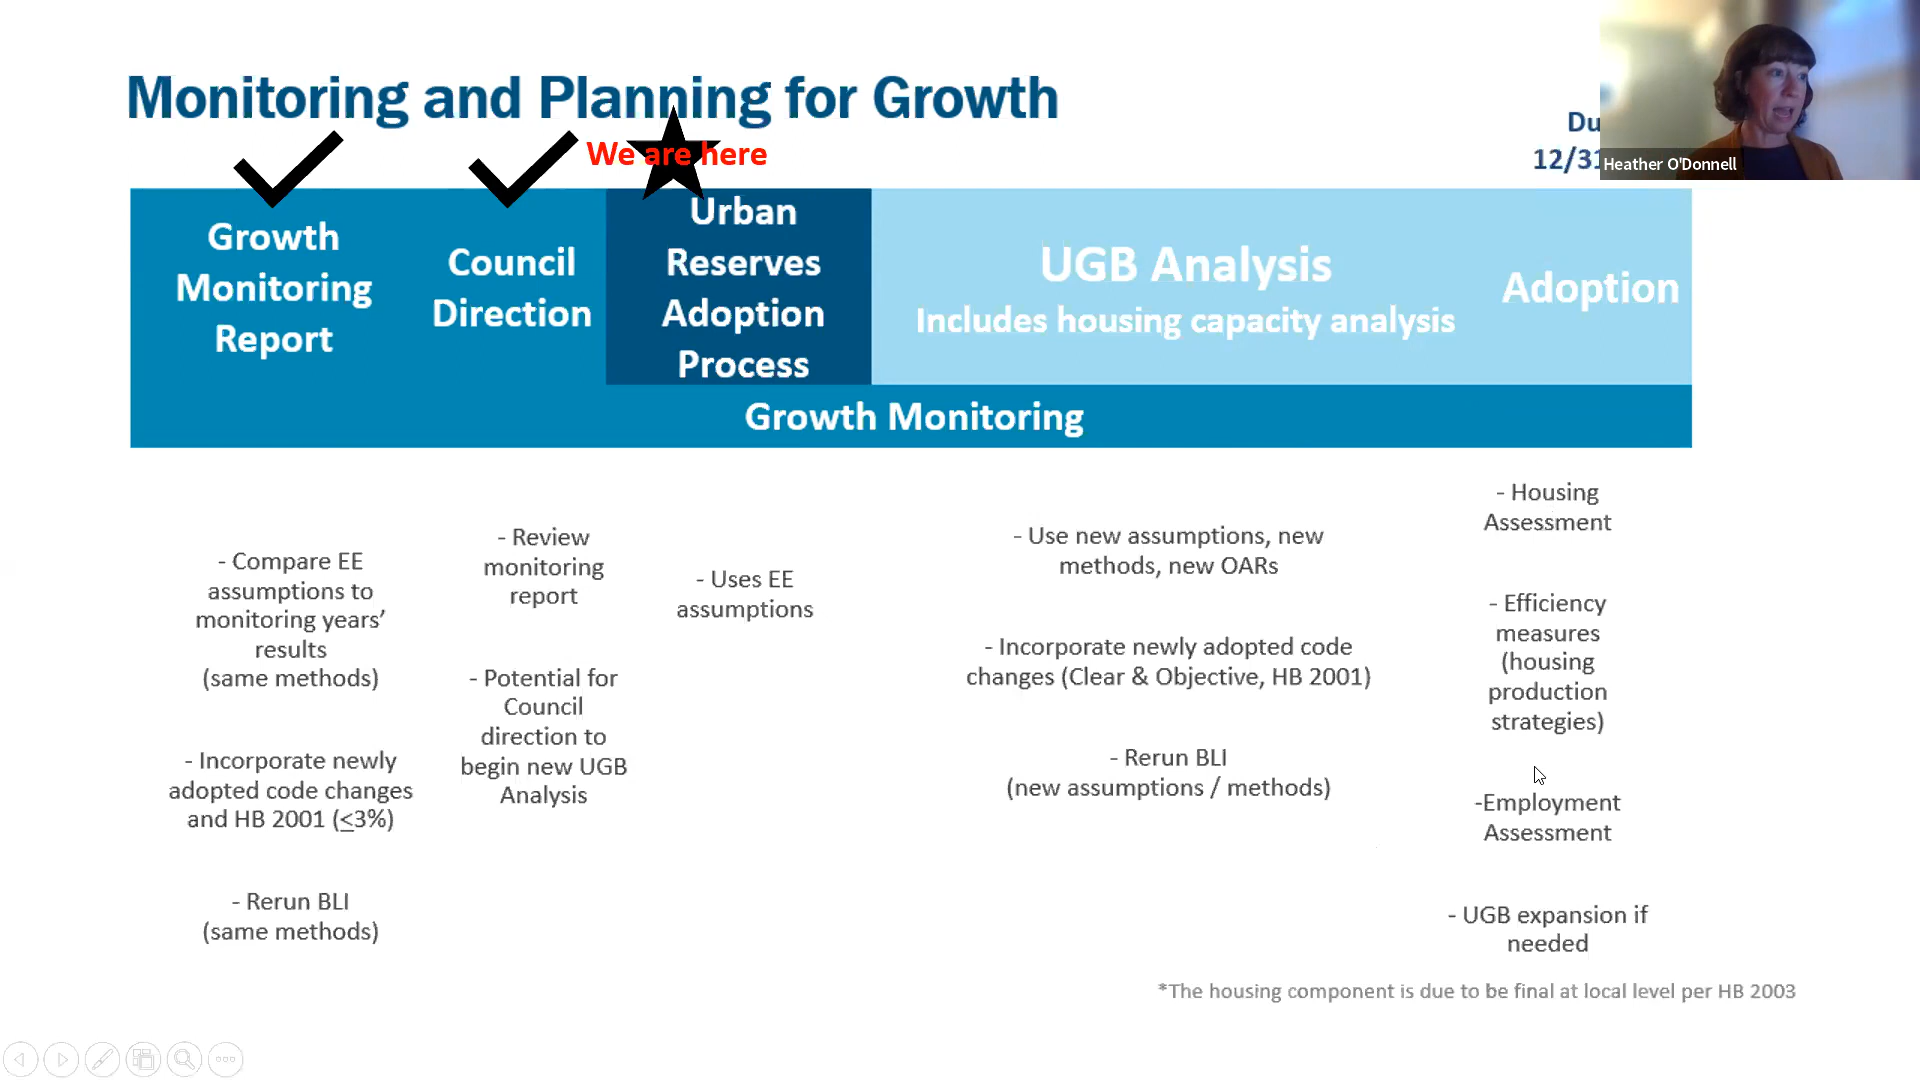 Monitoring and Planning for Growth
We are here
Heather O'Donnell
Growth
Monitoring
Report
Council
Direction
Urban
Reserves
Adoption
Process
UGB Analysis
Includes housing capacity analysis
Adoption
Growth Monitoring
- Compare EE
assumptions to
monitoring years'
results
(same methods)
- Incorporate newly
adopted code changes
and HB 2001 (≤3%)
- Rerun BLI
(same methods)
- Review
monitoring
report
- Potential for
Council
direction to
begin new UGB
Analysis
- Uses EE
assumptions
- Use new assumptions, new
methods, new OARs
- Incorporate newly adopted code
changes (Clear & Objective, HB 2001)
- Rerun BLI
(new assumptions / methods)
- Housing
Assessment
- Efficiency
measures
(housing
production
strategies)
-Employment
Assessment
- UGB expansion if
needed
*The housing component is due to be final at local level per HB 2003